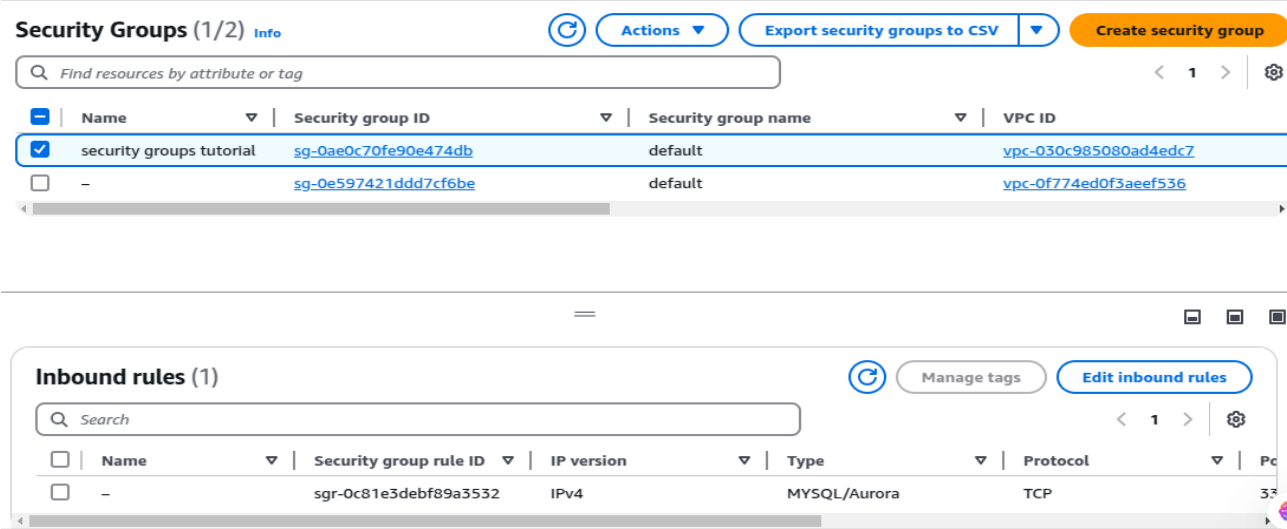 Security Groups (1/2) Info
Actions
Export security groups to CSV
Create security group
Find resources by attribute or tag
1
Name Security group ID Security group name VPC ID
security groups tutorial sg-0ae0c70fe90e474db default vpc-030c985080ad4edc7
– sg-0e597421ddd7cf6be default vpc-0f774ed0f3aeef536
Inbound rules (1)
Manage tags
Edit inbound rules
Search
1
Name Security group rule ID IP version Type Protocol
– sgr-0c81e3debf89a3532 IPv4 MYSQL/Aurora TCP